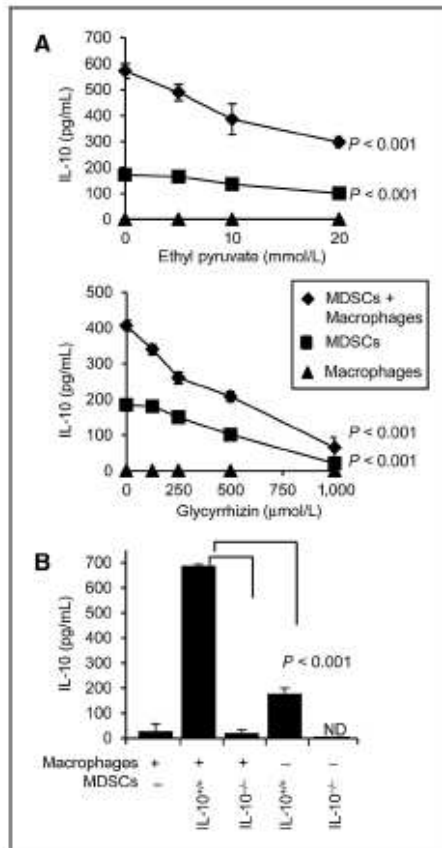 A
700
600
500
400
300
200
100
0
IL-10 (pg/mL)
P < 0.001
P < 0.001
0 5 10 20
Ethyl pyruvate (mmol/L)
500
400
300
200
100
0
IL-10 (pg/mL)
MDSCs +
Macrophages
MDSCs
Macrophages
P < 0.001
P < 0.001
0 250 500 750 1,000
Glycyrrhizin (µmol/L)
B
700
600
500
400
300
200
100
0
IL-10 (pg/mL)
P < 0.001
ND
Macrophages + + + – –
MDSCs – IL-10+/+ IL-10–/– IL-10+/+ IL-10–/–